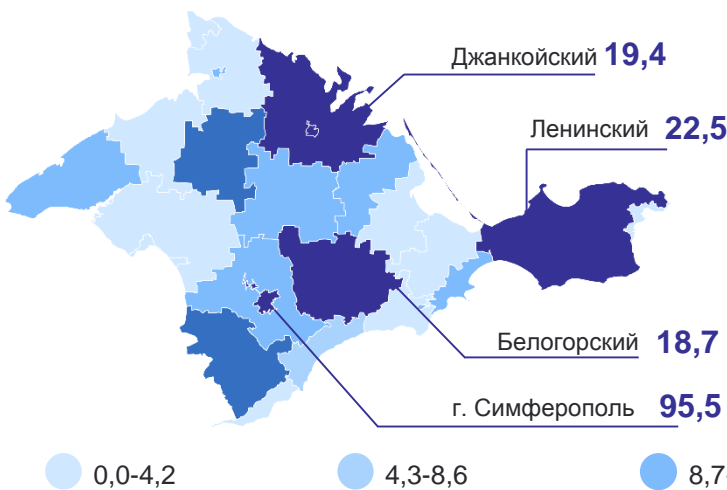 Джанкойский 19,4
Ленинский 22,5
Белогорский 18,7
г. Симферополь 95,5
0,0-4,2 4,3-8,6 8,7